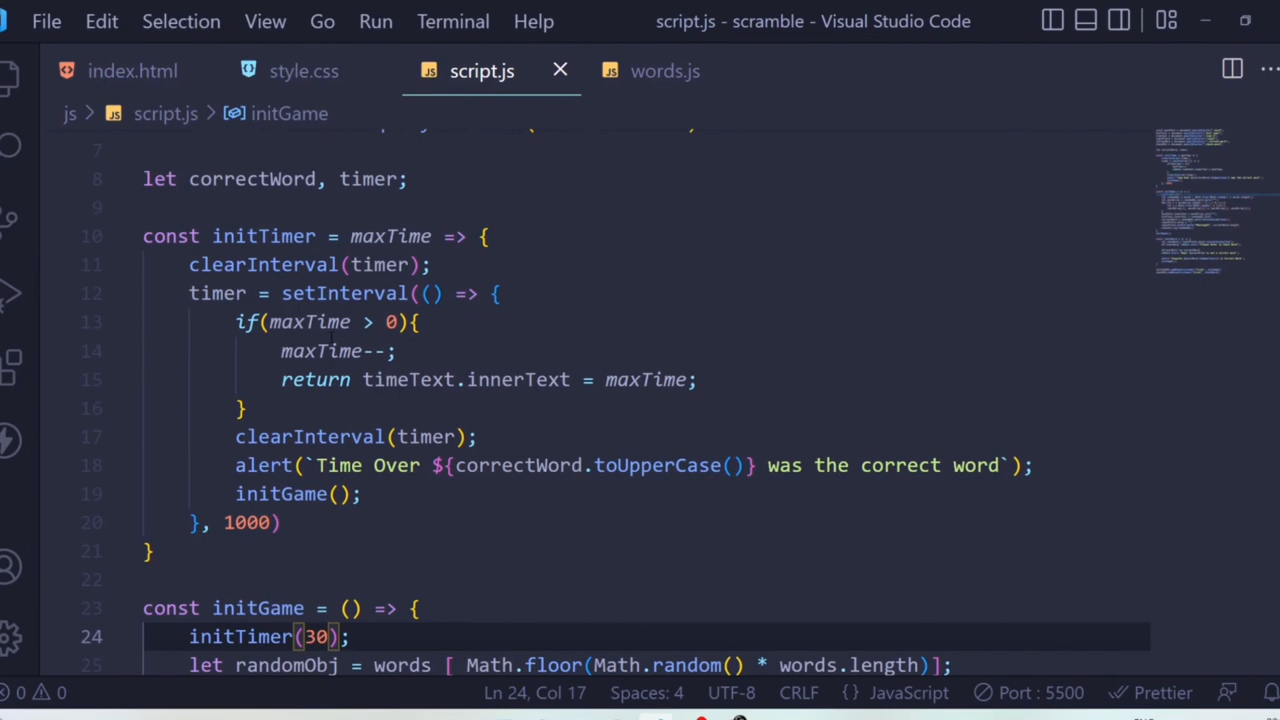 File Edit Selection View Go Run Terminal Help script.js - scramble - Visual Studio Code
index.html style.css JS script.js JS words.js
js > JS script.js > initGame
7
8 let correctWord, timer;
9
10 const initTimer = maxTime => {
11 clearInterval(timer);
12 timer = setInterval(() => {
13 if(maxTime > 0){
14 maxTime--;
15 return timeText.innerText = maxTime;
16 }
17 clearInterval(timer);
18 alert(`Time Over ${correctWord.toUpperCase()} was the correct word`);
19 initGame();
20 }, 1000)
21 }
22
23 const initGame = () => {
24 initTimer(30);
25 let randomObj = words [ Math.floor(Math.random() * words.length)];
0 0 Ln 24, Col 17 Spaces: 4 UTF-8 CRLF {} JavaScript Port : 5500 Prettier